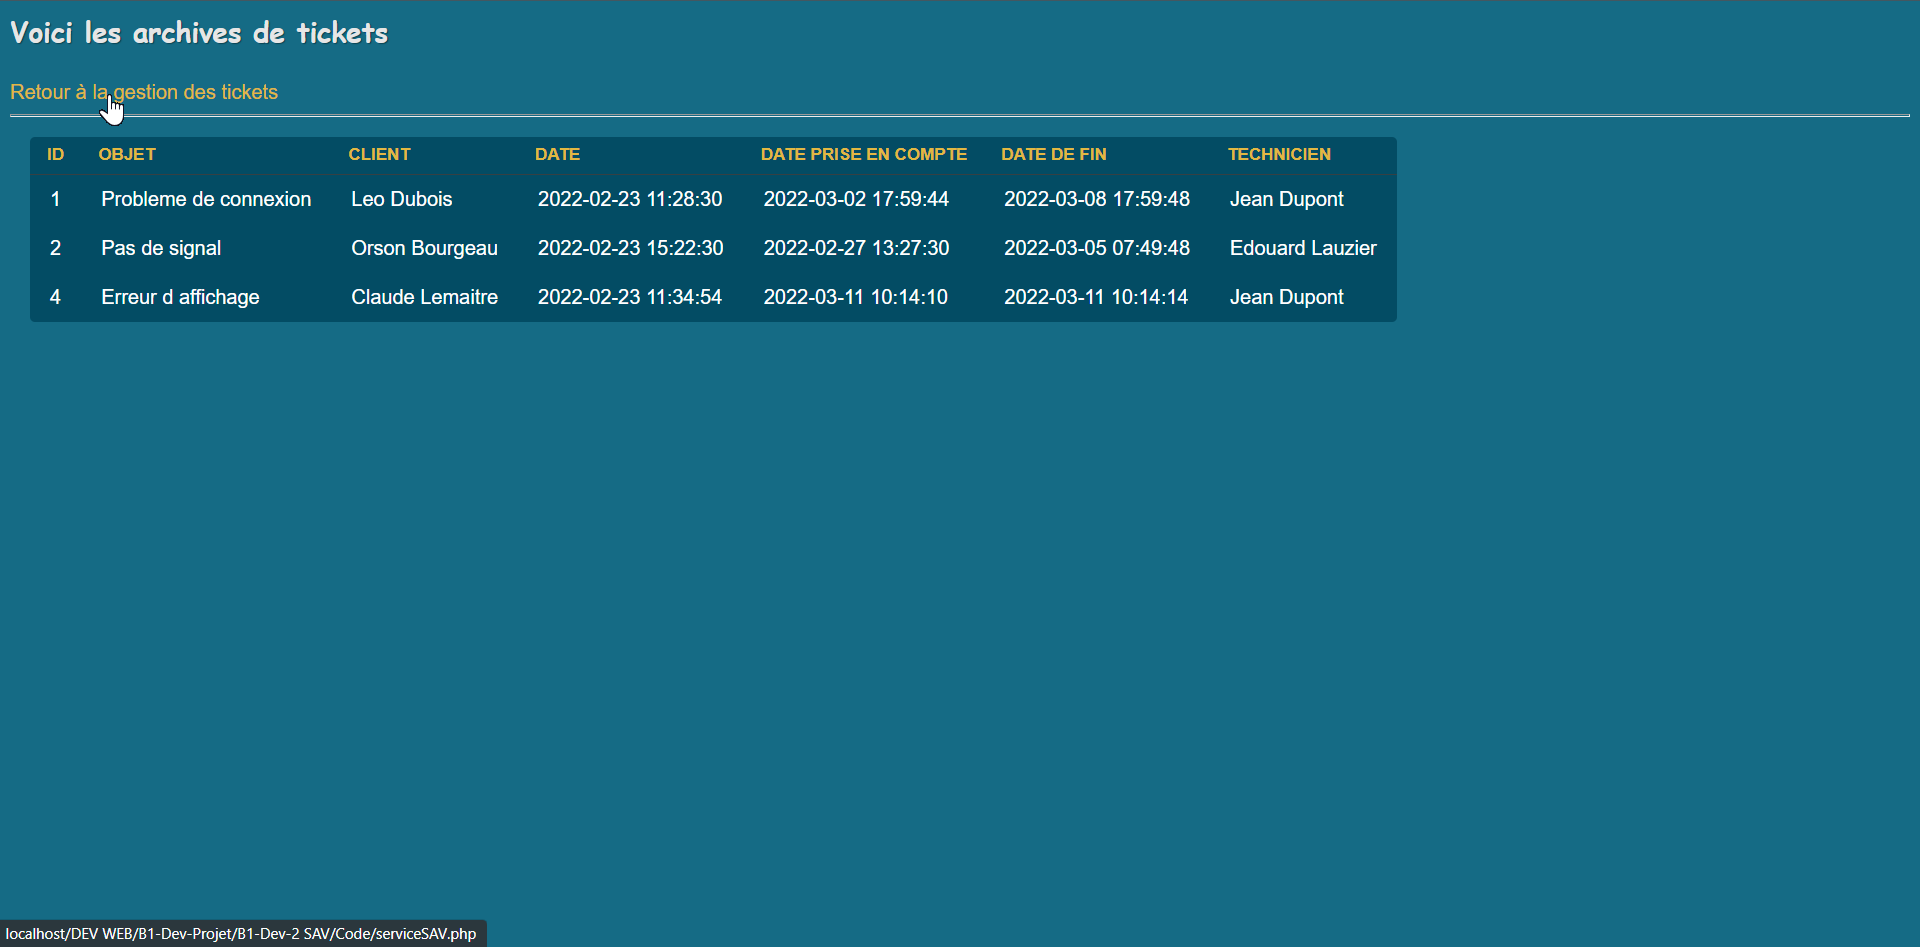 Voici les archives de tickets
Retour à la gestion des tickets
ID OBJET CLIENT DATE DATE PRISE EN COMPTE DATE DE FIN TECHNICIEN
1 Probleme de connexion Leo Dubois 2022-02-23 11:28:30 2022-03-02 17:59:44 2022-03-08 17:59:48 Jean Dupont
2 Pas de signal Orson Bourgeau 2022-02-23 15:22:30 2022-02-27 13:27:30 2022-03-05 07:49:48 Edouard Lauzier
4 Erreur d affichage Claude Lemaitre 2022-02-23 11:34:54 2022-03-11 10:14:10 2022-03-11 10:14:14 Jean Dupont
localhost/DEV WEB/B1-Dev-Projet/B1-Dev-2 SAV/Code/serviceSAV.php